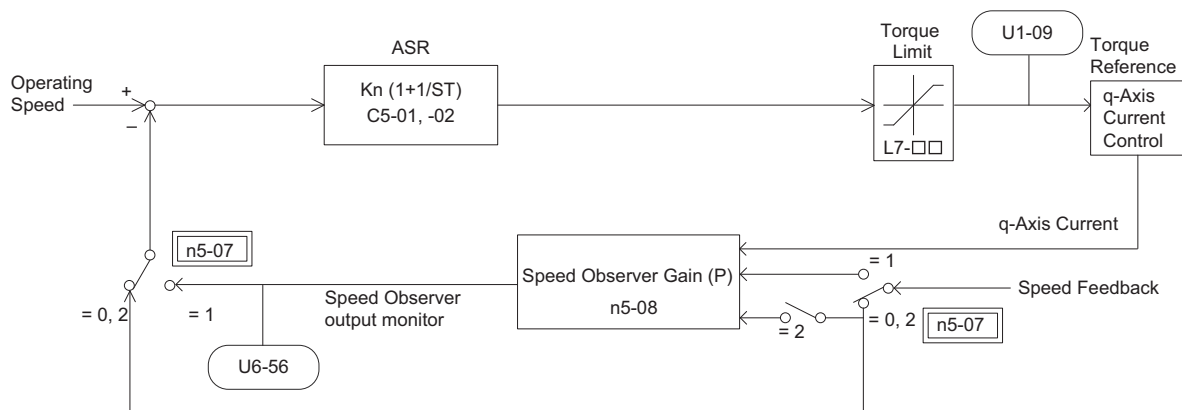 ASR
Torque
Limit
U1-09
Torque
Reference
Operating
Speed
+
–
Kn (1+1/ST)
C5-01, -02
L7-□□
q-Axis
Current
Control
q-Axis Current
n5-07
= 0, 2
= 1
Speed Observer
output monitor
U6-56
Speed Observer Gain (P)
n5-08
= 1
Speed Feedback
= 2
= 0, 2
n5-07